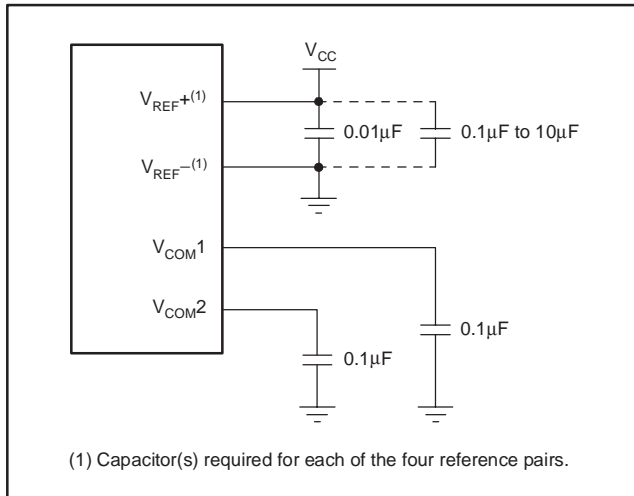 V_CC
V_REF+(1)
0.01µF
0.1µF to 10µF
V_REF−(1)
V_COM1
V_COM2
0.1µF
0.1µF
(1) Capacitor(s) required for each of the four reference pairs.